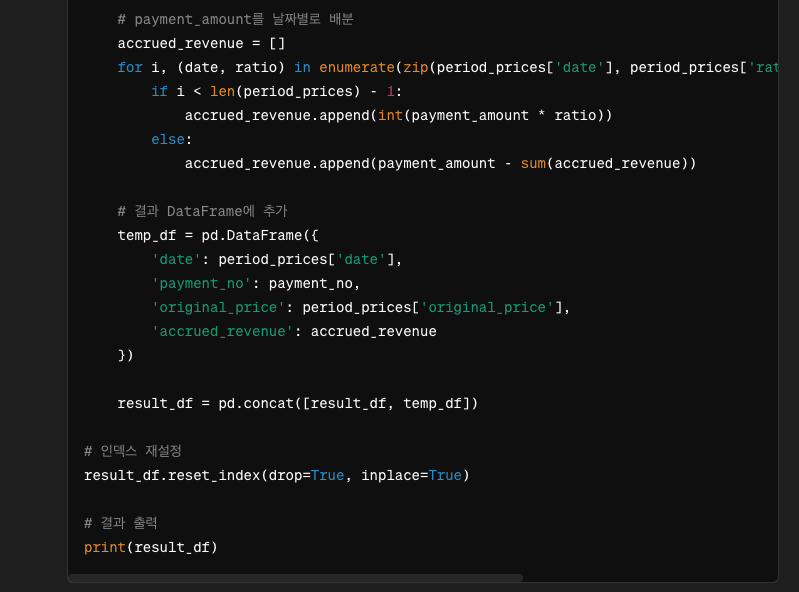 # payment_amount를 날짜별로 배분
accrued_revenue = []
for i, (date, ratio) in enumerate(zip(period_prices['date'], period_prices['rat
if i < len(period_prices) - 1:
accrued_revenue.append(int(payment_amount * ratio))
else:
accrued_revenue.append(payment_amount - sum(accrued_revenue))
# 결과 DataFrame에 추가
temp_df = pd.DataFrame({
'date': period_prices['date'],
'payment_no': payment_no,
'original_price': period_prices['original_price'],
'accrued_revenue': accrued_revenue
})
result_df = pd.concat([result_df, temp_df])
# 인덱스 재설정
result_df.reset_index(drop=True, inplace=True)
# 결과 출력
print(result_df)